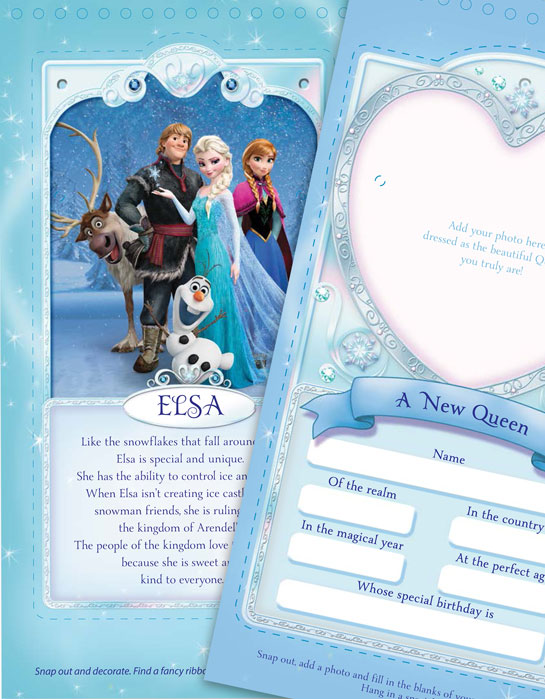 ELSA
Like the snowflakes that fall aroun
Elsa is special and unique.
She has the ability to control ice an
When Elsa isn't creating ice cast
snowman friends, she is ruling
the kingdom of Arendel
The people of the kingdom love
because she is sweet a
kind to everyone.
Snap out and decorate. Find a fancy ribbo
Add your photo here
dressed as the beautiful Q
you truly are!
A New Queen
Name
Of the realm
In the country
In the magical year
At the perfect ag
Whose special birthday is
Snap out, add a photo and fill in the blanks of you
Hang in a